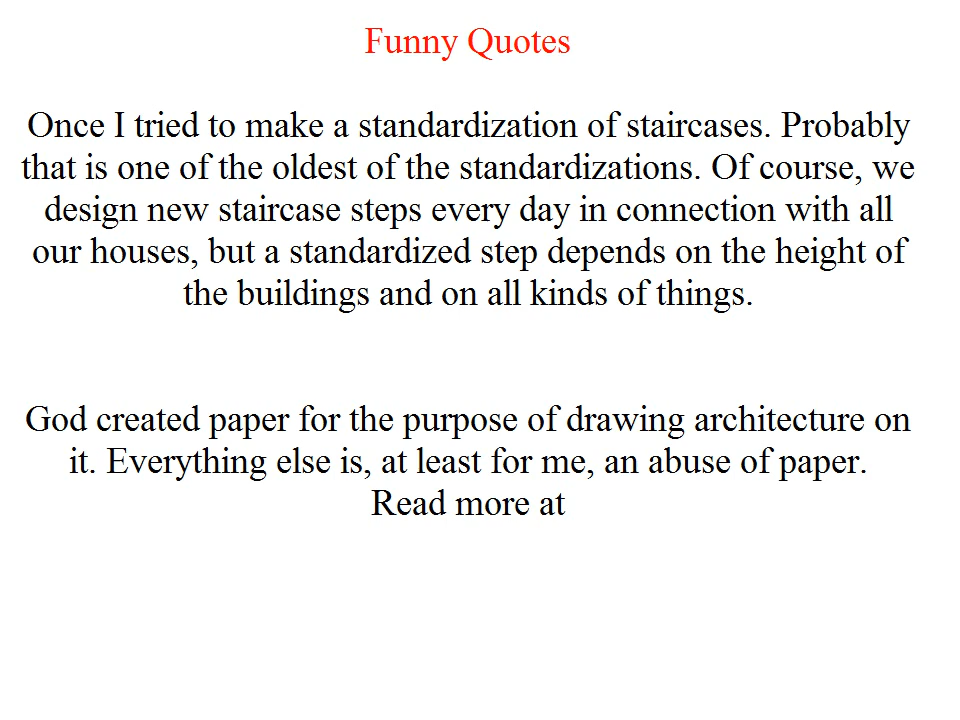 Funny Quotes
Once I tried to make a standardization of staircases. Probably
that is one of the oldest of the standardizations. Of course, we
design new staircase steps every day in connection with all
our houses, but a standardized step depends on the height of
the buildings and on all kinds of things.
God created paper for the purpose of drawing architecture on
it. Everything else is, at least for me, an abuse of paper.
Read more at